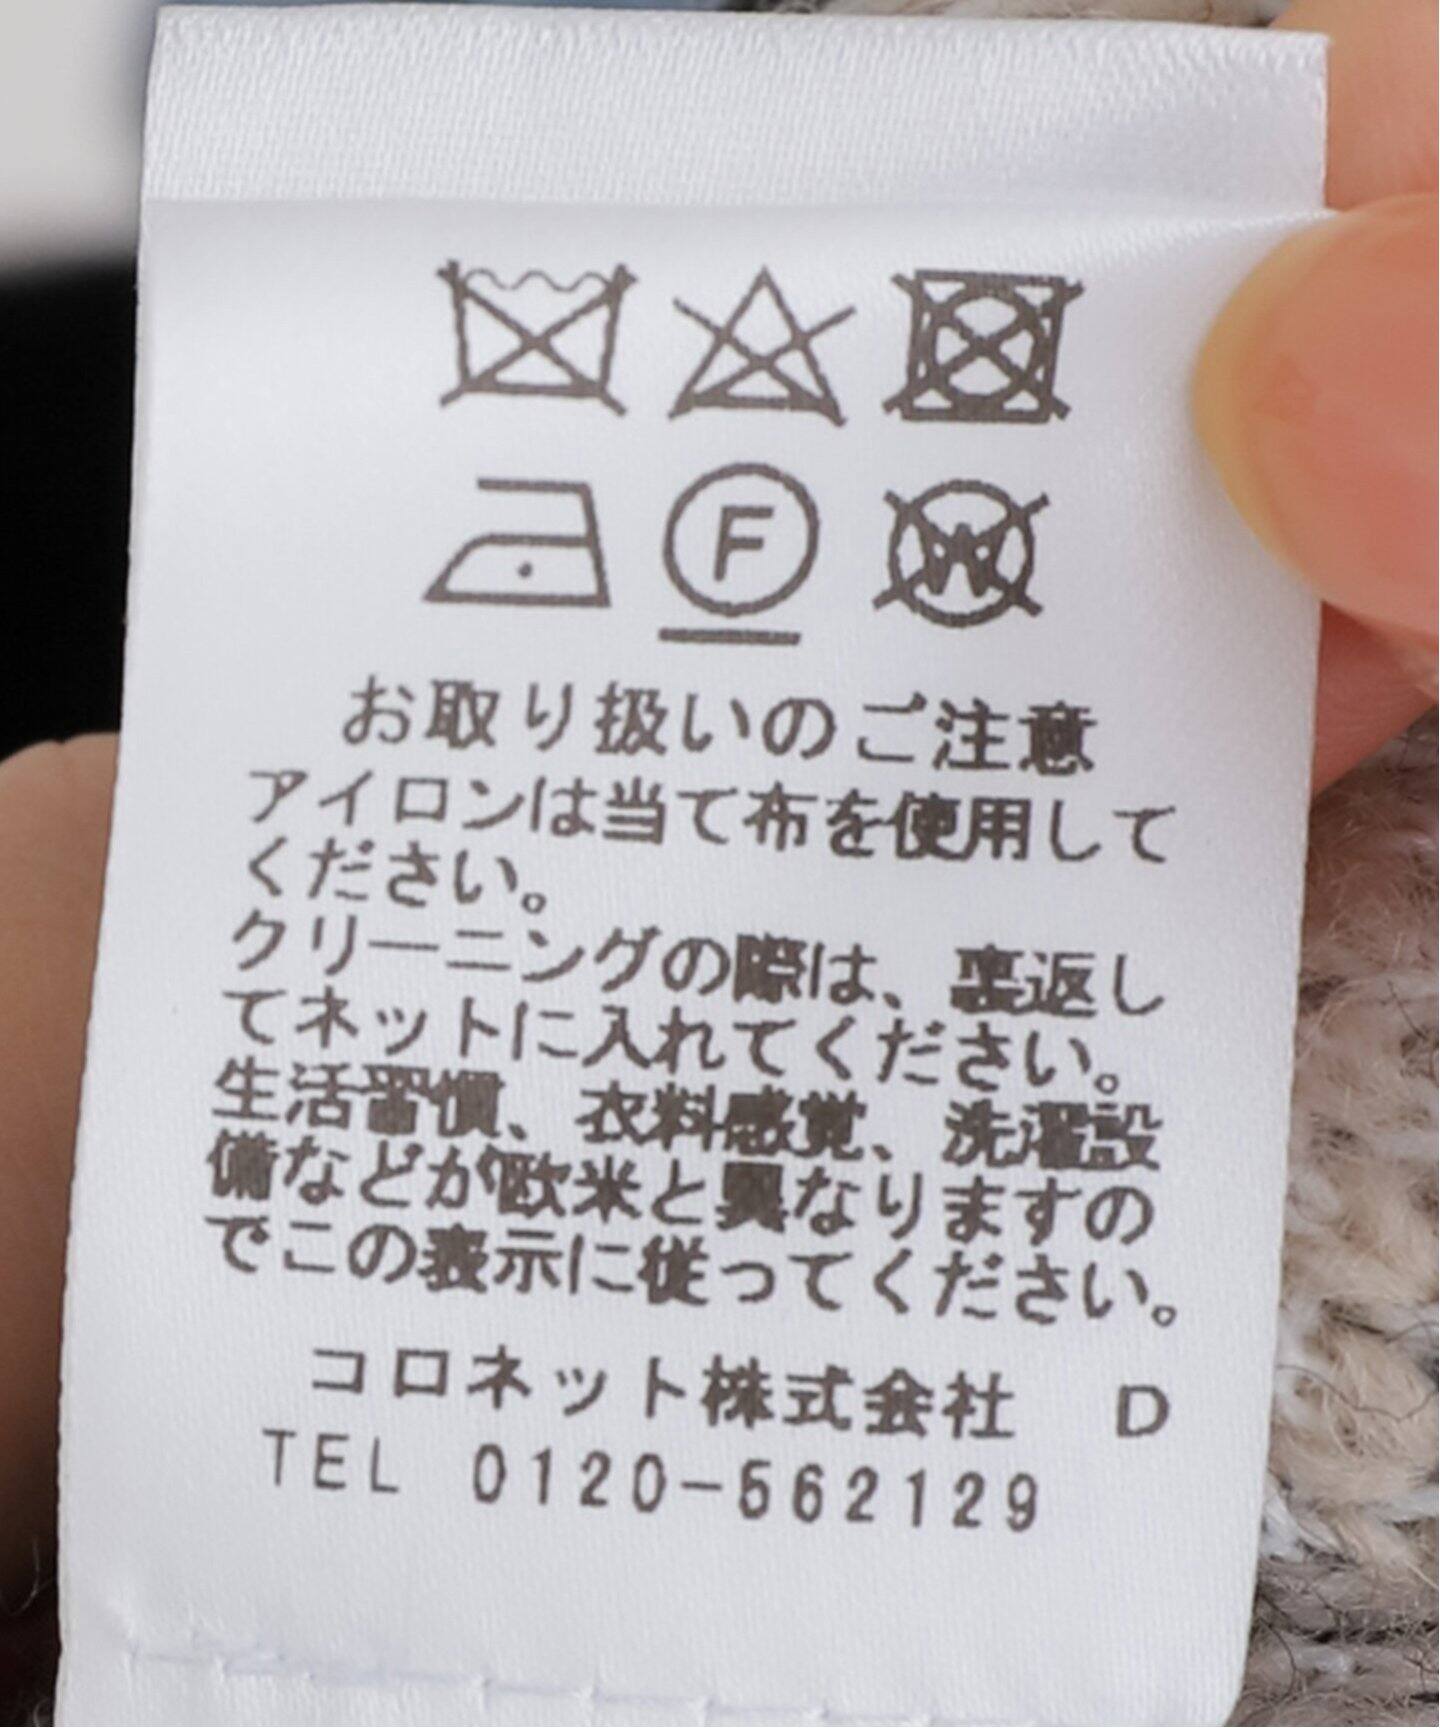 F W
お取り扱いのご注意
アイロンは当て布を使用して
ください。
クリーニングの際は、裏返し
てネットに入れてください。
生活習慣、衣料感覚、洗濯設
備などが欧米と異なりますの
でこの表示に従ってください。
コロネット株式会社 D
TEL 0120-562129